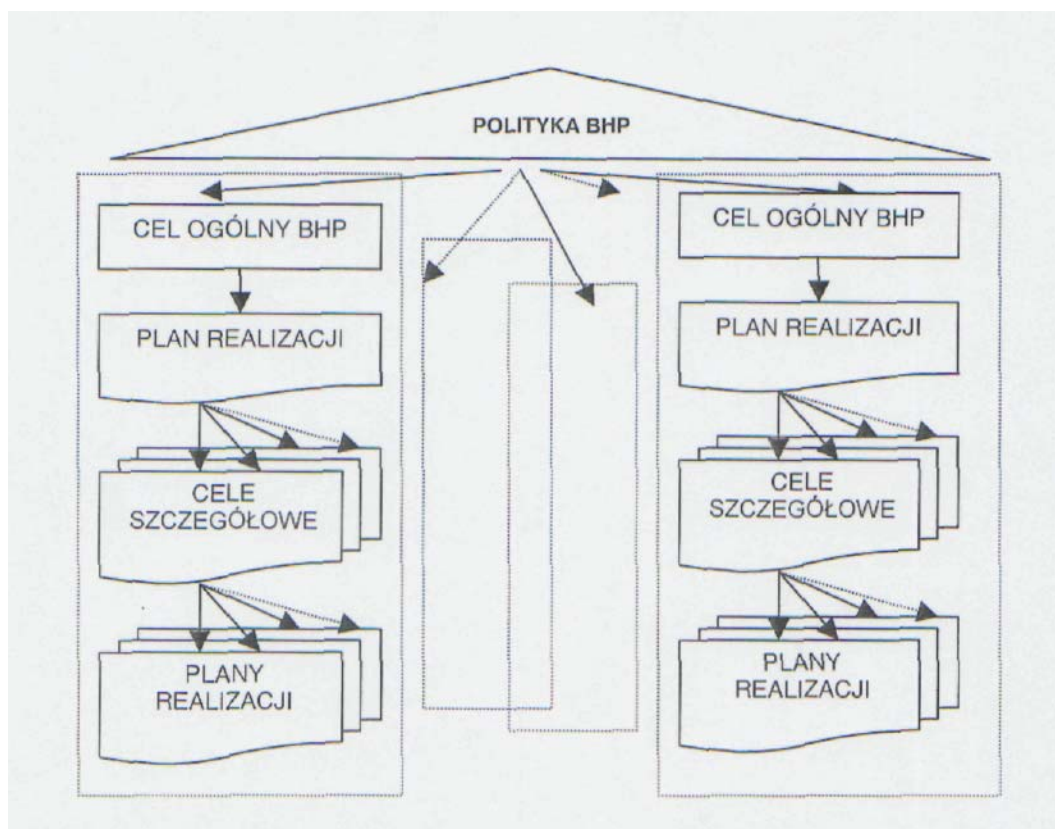 POLITYKA BHP
CEL OGÓLNY BHP
PLAN REALIZACJI
CELE
SZCZEGÓŁOWE
PLANY
REALIZACJI
CEL OGÓLNY BHP
PLAN REALIZACJI
CELE
SZCZEGÓŁOWE
PLANY
REALIZACJI